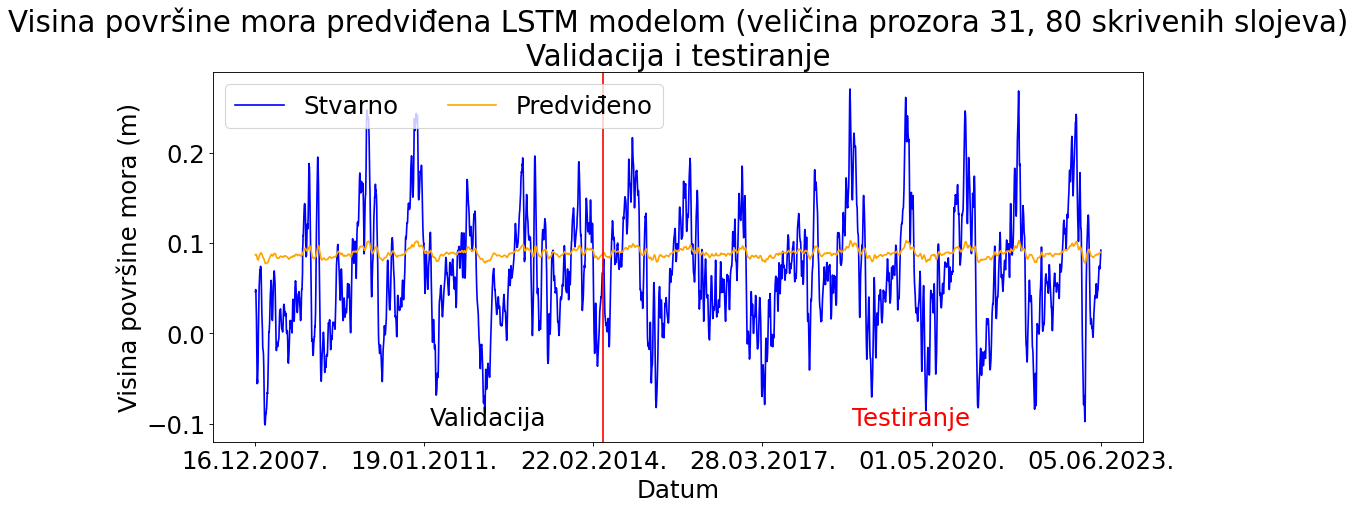 Visina površine mora predviđena LSTM modelom (veličina prozora 31, 80 skrivenih slojeva)
Validacija i testiranje
Stvarno
Predviđeno
Visina površine mora (m)
0.2
0.1
0.0
−0.1
Validacija
Testiranje
16.12.2007.
19.01.2011.
22.02.2014.
28.03.2017.
01.05.2020.
05.06.2023.
Datum